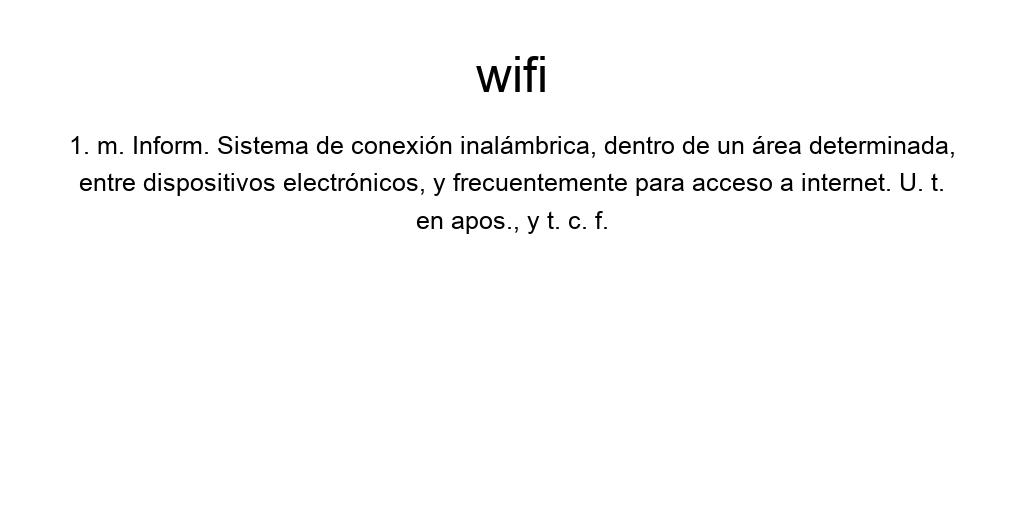 wifi
1. m. Inform. Sistema de conexión inalámbrica, dentro de un área determinada,
entre dispositivos electrónicos, y frecuentemente para acceso a internet. U. t.
en apos., y t. c. f.